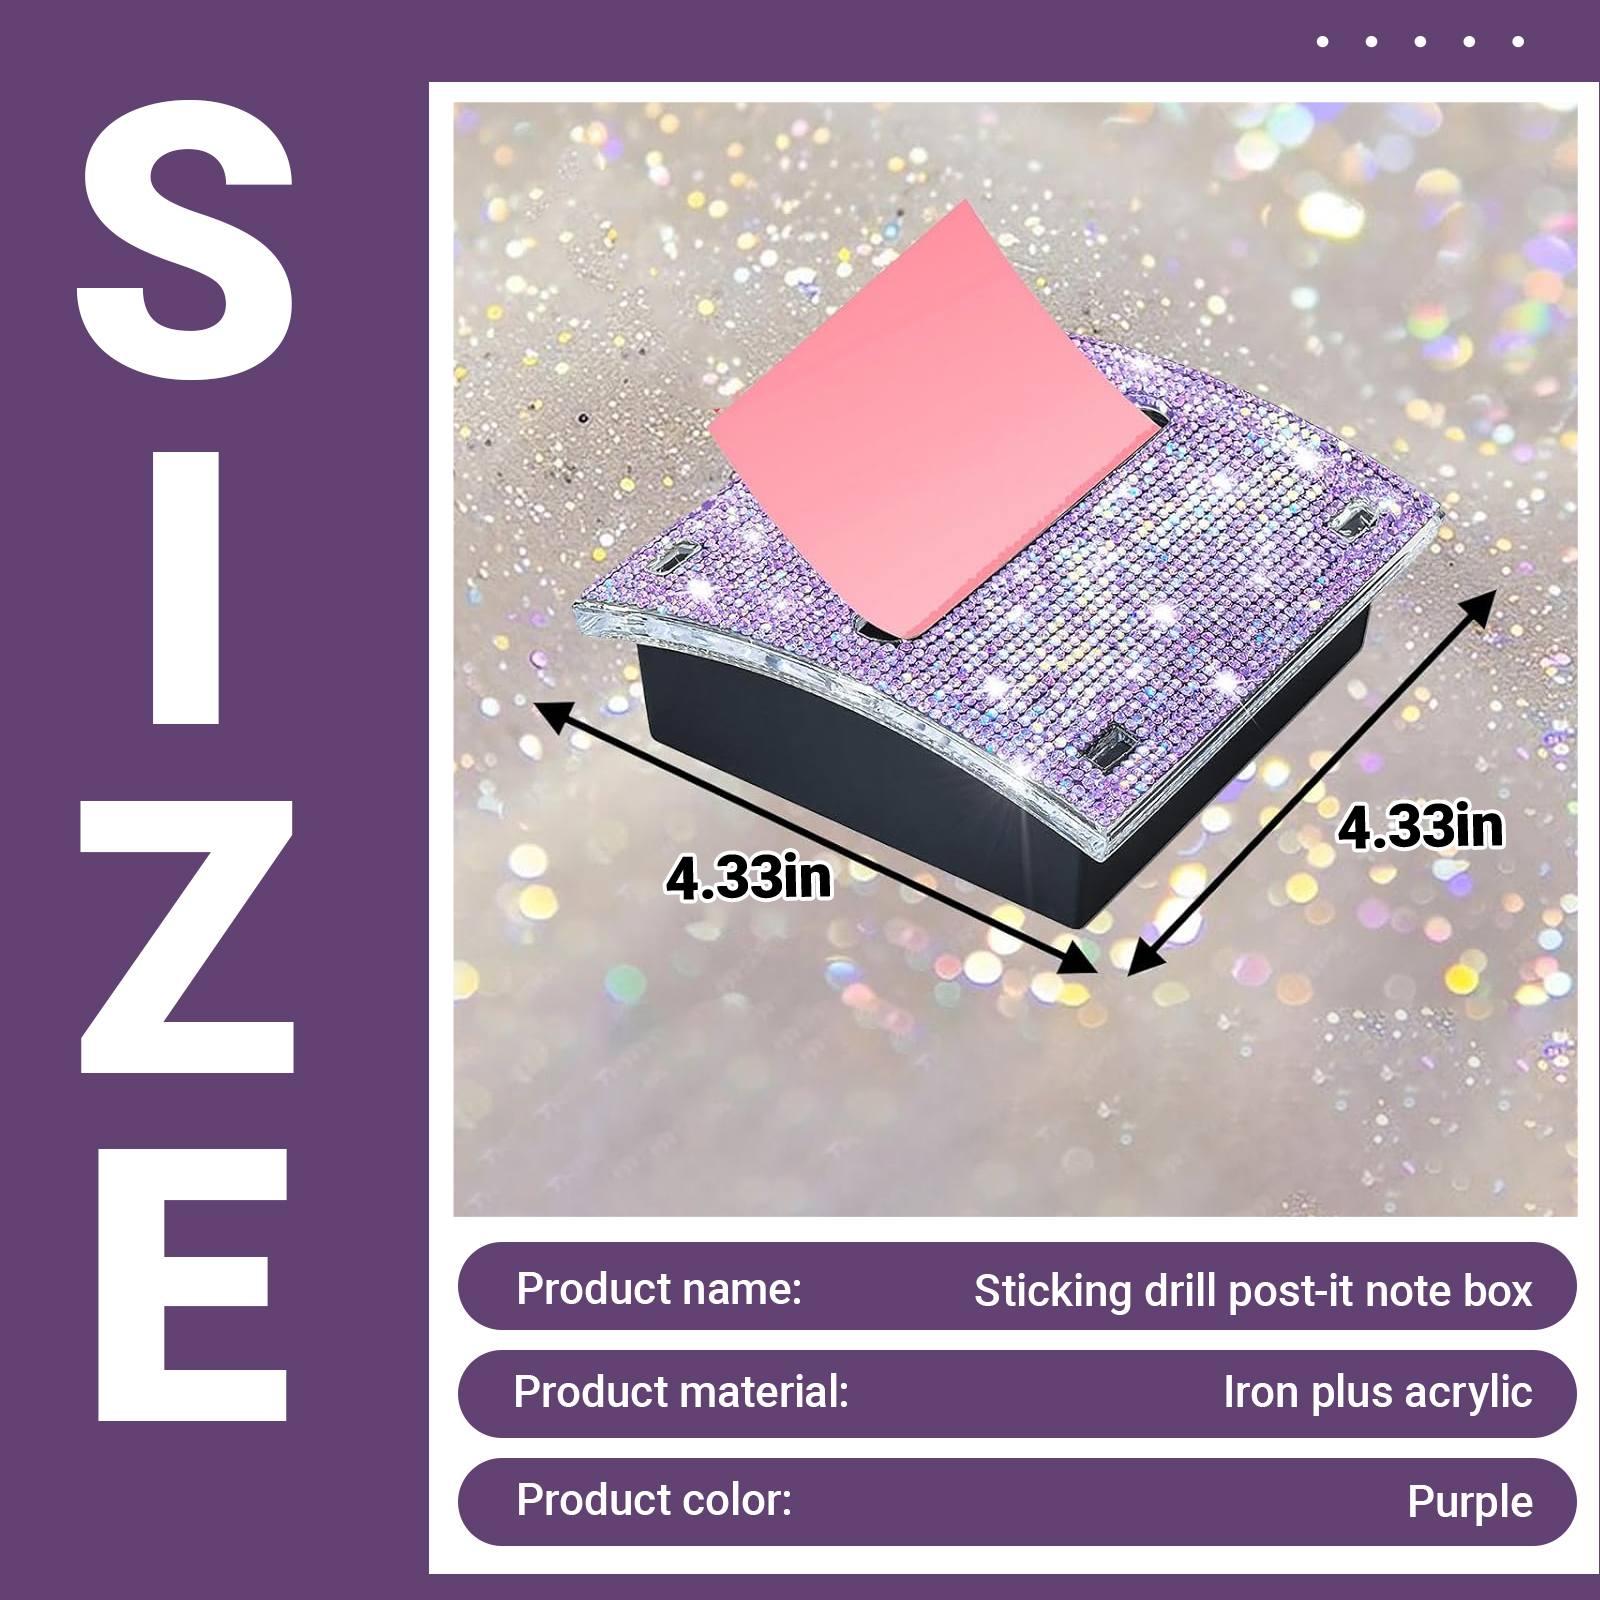 SIZE
4.33in
4.33in
Product name: Sticking drill post-it note box
Product material: Iron plus acrylic
Product color: Purple